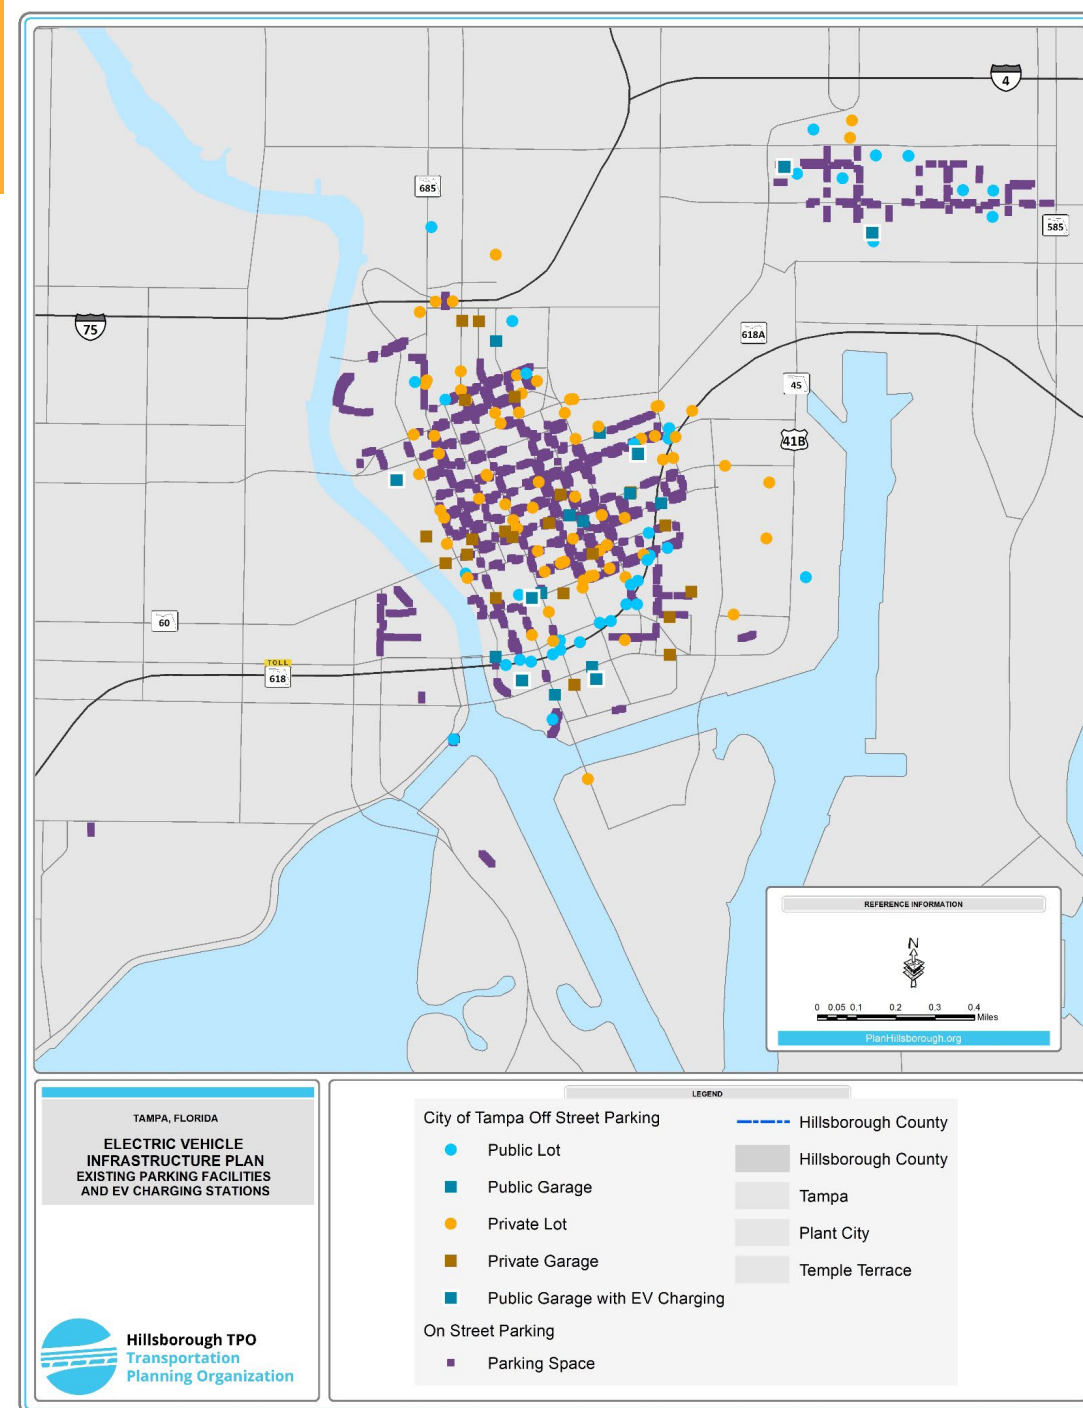 4
685
585
75
618A
45
41B
60
TOLL
618
REFERENCE INFORMATION
N
0 0.05 0.1 0.2 0.3 0.4
Miles
PlanHillsborough.org
TAMPA, FLORIDA
ELECTRIC VEHICLE
INFRASTRUCTURE PLAN
EXISTING PARKING FACILITIES
AND EV CHARGING STATIONS
Hillsborough TPO
Transportation
Planning Organization
LEGEND
City of Tampa Off Street Parking
Public Lot
Public Garage
Private Lot
Private Garage
Public Garage with EV Charging
On Street Parking
Parking Space
Hillsborough County
Hillsborough County
Tampa
Plant City
Temple Terrace